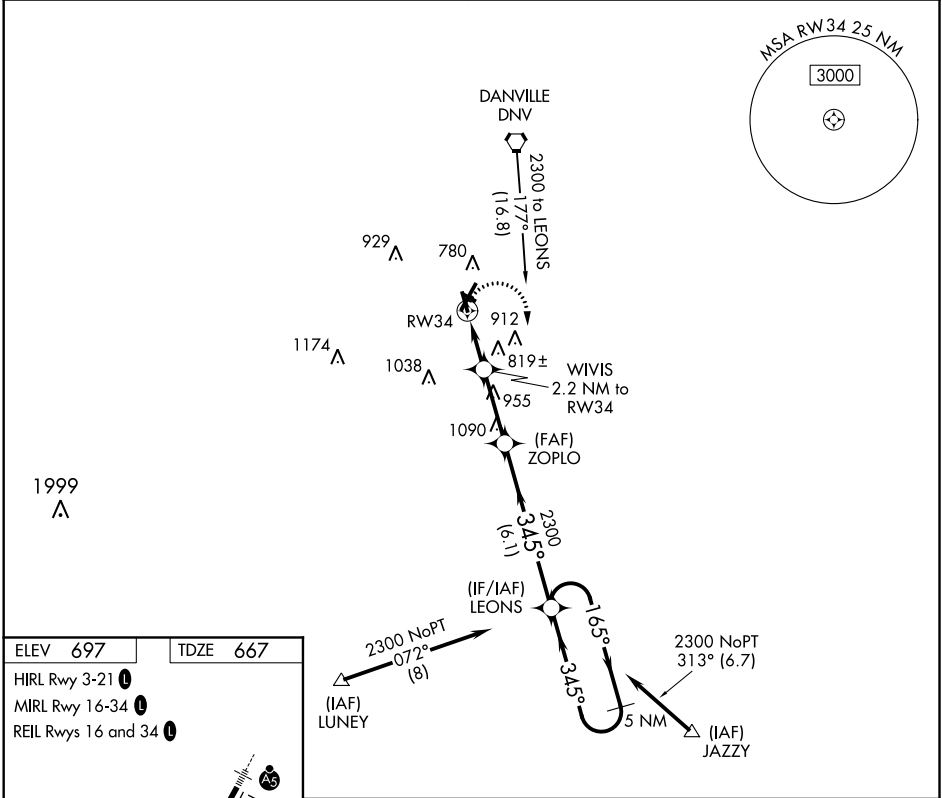 MSA RW34 25 NM
3000
DANVILLE
DNV
2300 to LEONS
177°
(16.8)
929
780
RW34
912
819±
1174
1038
WIVIS
2.2 NM to
RW34
955
1090
(FAF)
ZOPLO
1999
2300
345°
(6.1)
(IF/IAF)
LEONS
165°
345°
2300 NoPT
072°
(8)
2300 NoPT
313° (6.7)
(IAF)
LUNEY
5 NM
(IAF)
JAZZY
ELEV 697
TDZE 667
HIRL Rwy 3-21 L
MIRL Rwy 16-34 L
REIL Rwys 16 and 34 L
A5